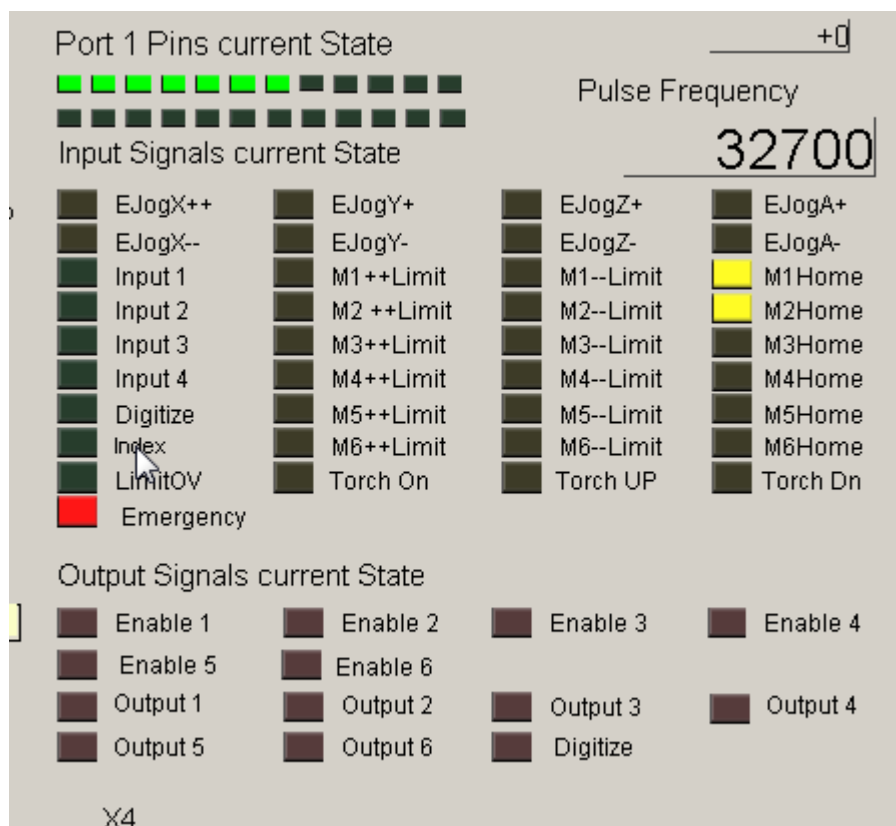 Port 1 Pins current State +0
Pulse Frequency
Input Signals current State 32700
EJogX++ EJogY+ EJogZ+ EJogA+
EJogX-- EJogY- EJogZ- EJogA-
Input 1 M1++Limit M1--Limit M1Home
Input 2 M2 ++Limit M2--Limit M2Home
Input 3 M3++Limit M3--Limit M3Home
Input 4 M4++Limit M4--Limit M4Home
Digitize M5++Limit M5--Limit M5Home
Index M6++Limit M6--Limit M6Home
LimitOV Torch On Torch UP Torch Dn
Emergency
Output Signals current State
Enable 1 Enable 2 Enable 3 Enable 4
Enable 5 Enable 6
Output 1 Output 2 Output 3 Output 4
Output 5 Output 6 Digitize
X4